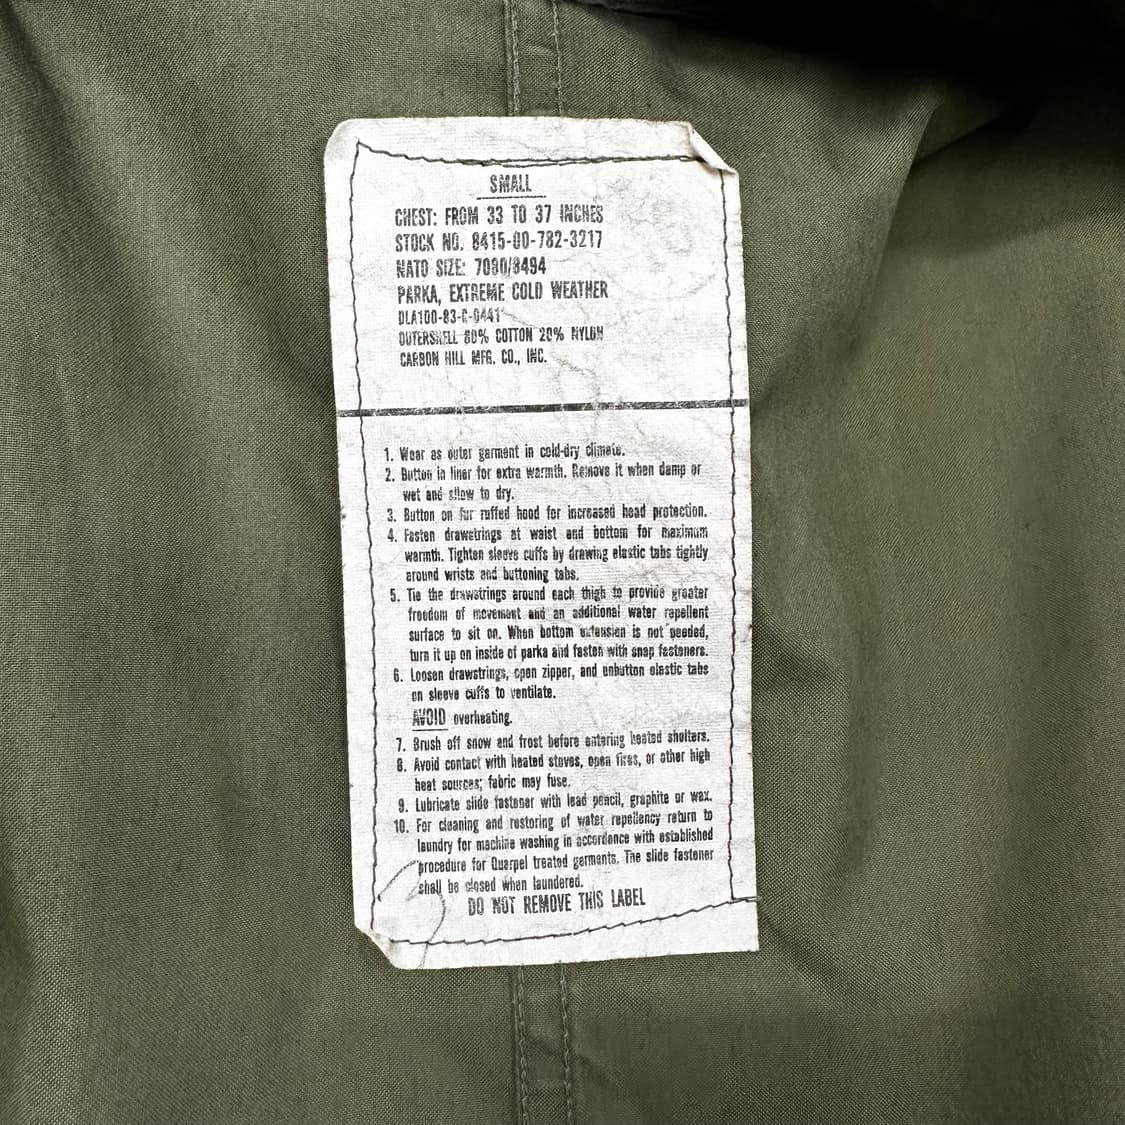 SMALL
CHEST: FROM 33 TO 37 INCHES
STOCK NO. 8415-00-782-3217
NATO SIZE: 7080/8494
PARKA, EXTREME COLD WEATHER
DLA100-83-C-0441
OUTERSHELL 80% COTTON 20% NYLON
CARBON HILL MFG. CO., INC.
1. Wear as outer garment in cold-dry climate.
2. Button in liner for extra warmth. Remove it when damp or
wet and allow to dry.
3. Button on fur ruffed hood for increased head protection.
4. Fasten drawstrings at waist and bottom for maximum
warmth. Tighten sleeve cuffs by drawing elastic tabs tightly
around wrists and buttoning tabs.
5. Tie the drawstrings around each thigh to provide greater
freedom of movement and an additional water repellent
surface to sit on. When bottom extension is not needed,
turn it up on inside of parka and fasten with snap fasteners.
6. Loosen drawstrings, open zipper, and unbutton elastic tabs
on sleeve cuffs to ventilate.
AVOID overheating.
7. Brush off snow and frost before entering heated shelters.
8. Avoid contact with heated stoves, open fires, or other high
heat sources; fabric may fuse.
9. Lubricate slide fastener with lead pencil, graphite or wax.
10. For cleaning and restoring of water repellency return to
laundry for machine washing in accordance with established
procedure for Quarpel treated garments. The slide fastener
shall be closed when laundered.
DO NOT REMOVE THIS LABEL